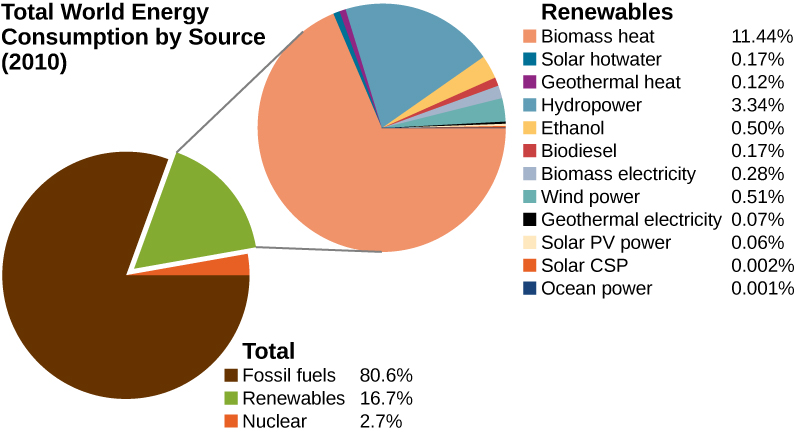 Total World Energy
Consumption by Source
(2010)
Renewables
Biomass heat 11.44%
Solar hotwater 0.17%
Geothermal heat 0.12%
Hydropower 3.34%
Ethanol 0.50%
Biodiesel 0.17%
Biomass electricity 0.28%
Wind power 0.51%
Geothermal electricity 0.07%
Solar PV power 0.06%
Solar CSP 0.002%
Ocean power 0.001%
Total
Fossil fuels 80.6%
Renewables 16.7%
Nuclear 2.7%